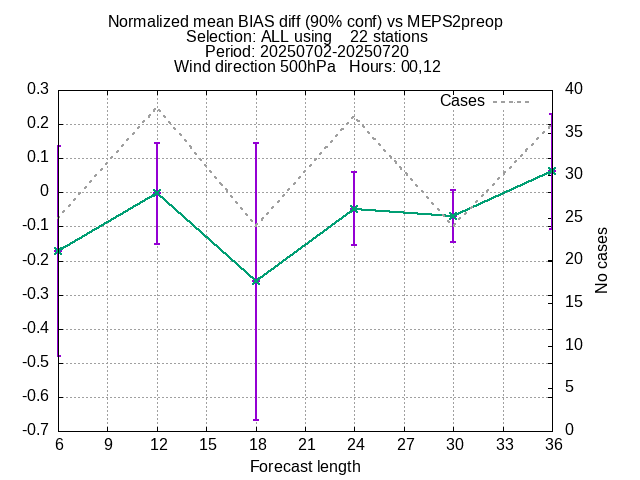 Normalized mean BIAS diff (90% conf) vs MEPS2preop
Selection: ALL using    22 stations
Period: 20250702-20250720
Wind direction 500hPa   Hours: 00,12
Cases
0.3
0.2
0.1
0
-0.1
-0.2
-0.3
-0.4
-0.5
-0.6
-0.7
40
35
30
25
20
15
10
5
0
No cases
6 9 12 15 18 21 24 27 30 33 36
Forecast length